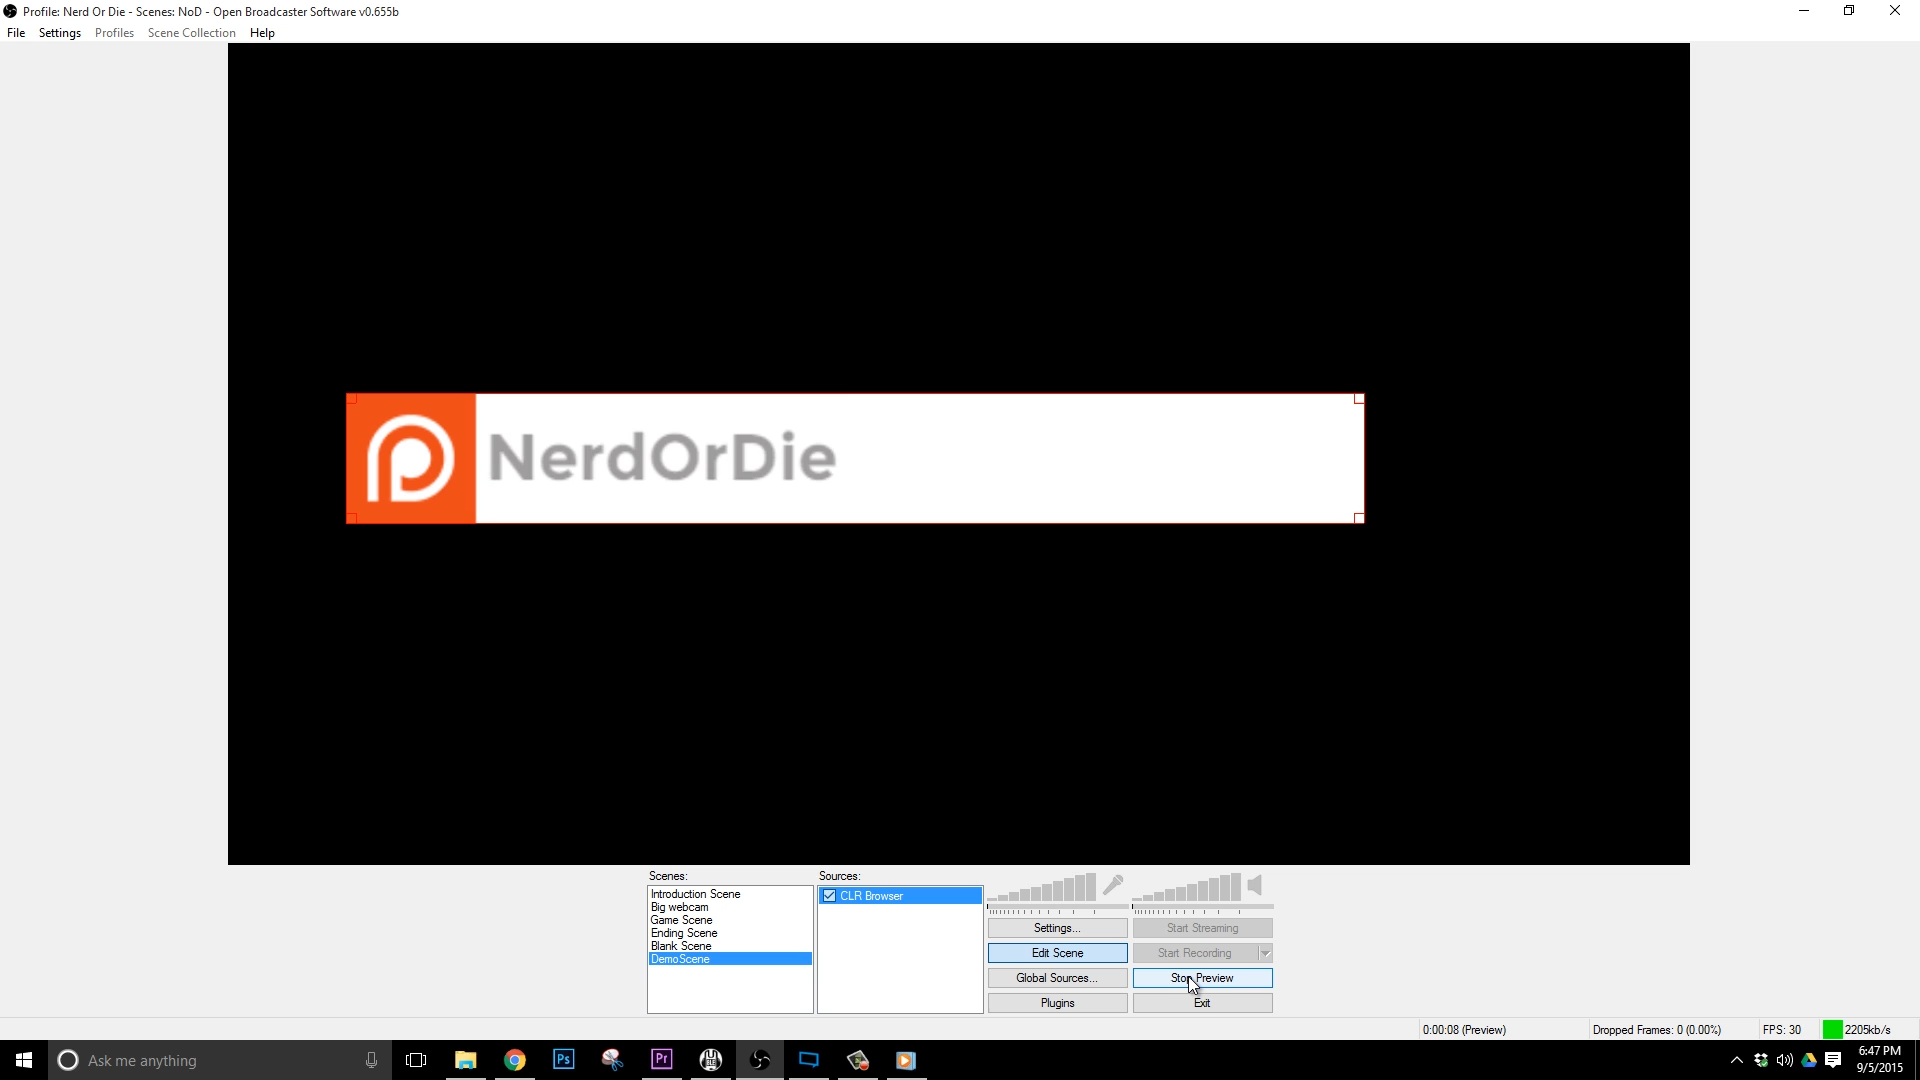 Profile: Nerd Or Die - Scenes: NoD - Open Broadcaster Software v0.655b
File Settings Profiles Scene Collection Help
NerdOrDie
Scenes:
Introduction Scene
Big webcam
Game Scene
Ending Scene
Blank Scene
DemoScene
Sources:
CLR Browser
Settings...
Start Streaming
Edit Scene
Start Recording
Global Sources...
Stop Preview
Plugins
Exit
0:00:08 (Preview)
Dropped Frames: 0 (0.00%)
FPS: 30
2205kb/s
Ask me anything
Ps
Pr
6:47 PM
9/5/2015